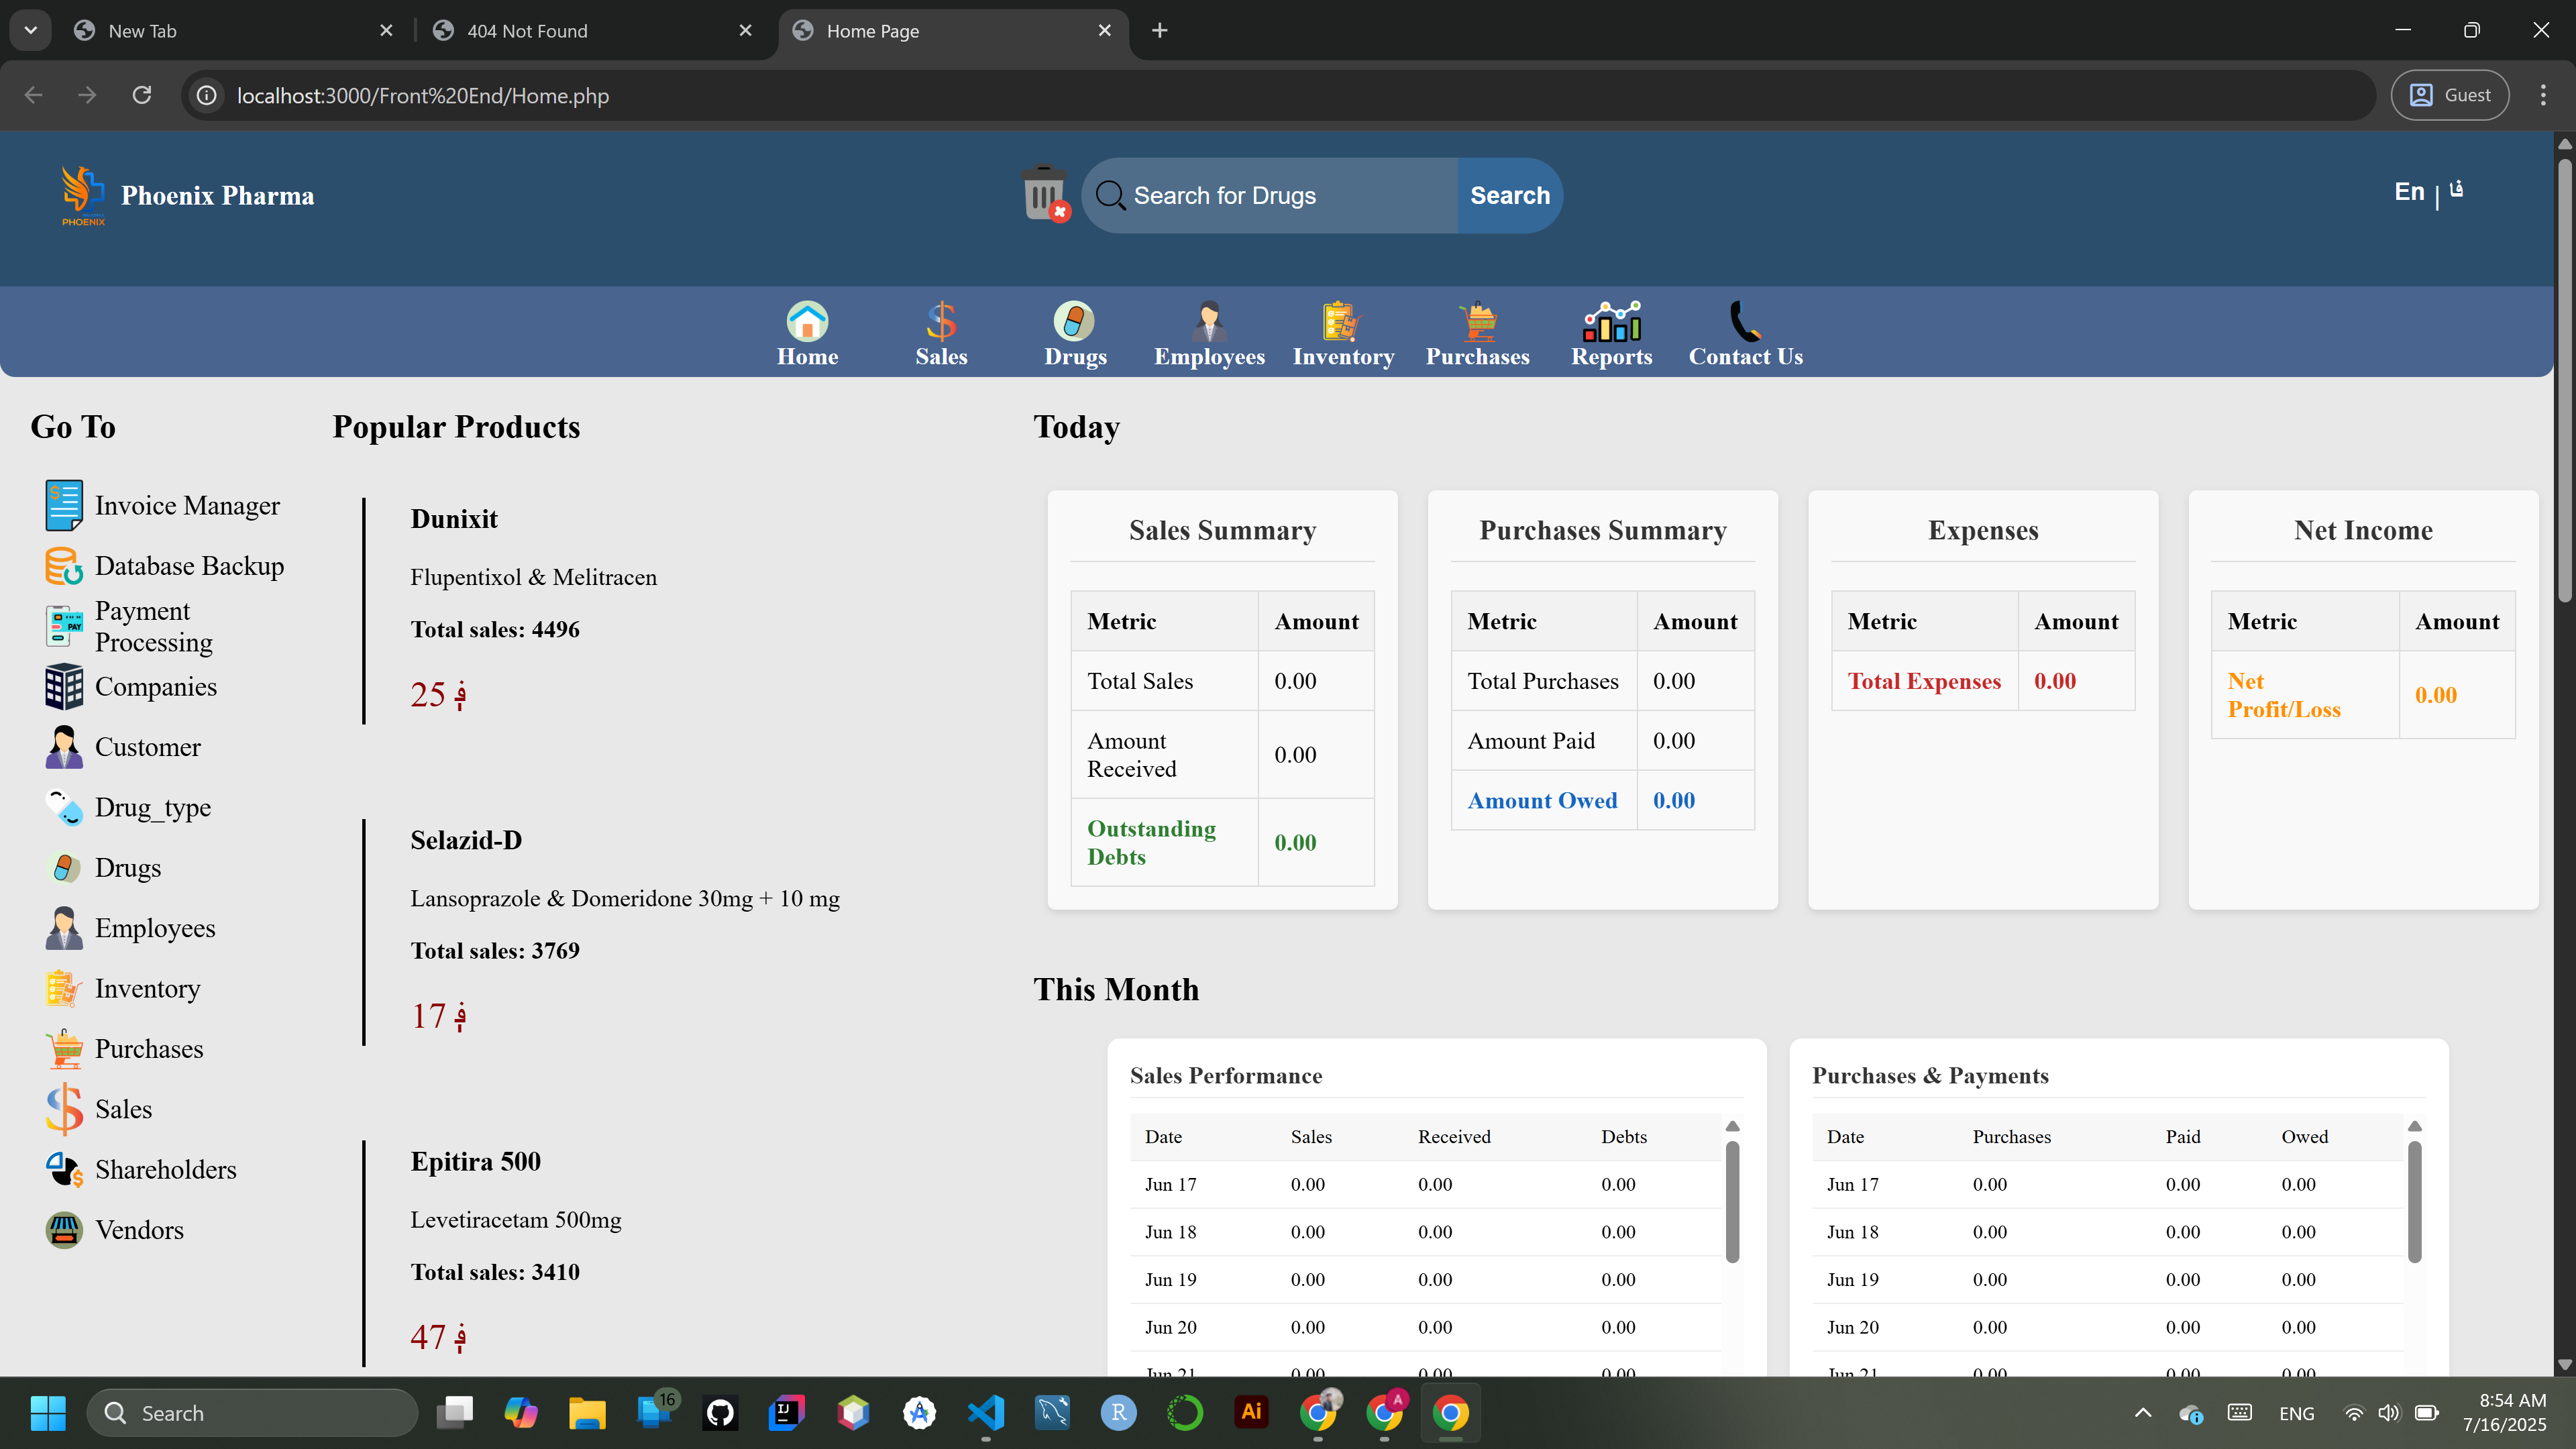 New Tab
404 Not Found
Home Page
localhost:3000/Front%20End/Home.php
Guest
PHOENIX
Phoenix Pharma
Search for Drugs
Search
En | فا
Home
Sales
Drugs
Employees
Inventory
Purchases
Reports
Contact Us
Go To
Invoice Manager
Database Backup
Payment
Processing
Companies
Customer
Drug_type
Drugs
Employees
Inventory
Purchases
Sales
Shareholders
Vendors
Popular Products
Dunixit
Flupentixol & Melitracen
Total sales: 4496
25 ؋
Selazid-D
Lansoprazole & Domeridone 30mg + 10 mg
Total sales: 3769
17 ؋
Epitira 500
Levetiracetam 500mg
Total sales: 3410
47 ؋
Today
Sales Summary
Metric Amount
Total Sales 0.00
Amount
Received 0.00
Outstanding
Debts 0.00
Purchases Summary
Metric Amount
Total Purchases 0.00
Amount Paid 0.00
Amount Owed 0.00
Expenses
Metric Amount
Total Expenses 0.00
Net Income
Metric Amount
Net
Profit/Loss 0.00
This Month
Sales Performance
Date Sales Received Debts
Jun 17 0.00 0.00 0.00
Jun 18 0.00 0.00 0.00
Jun 19 0.00 0.00 0.00
Jun 20 0.00 0.00 0.00
Jun 21 0.00 0.00 0.00
Purchases & Payments
Date Purchases Paid Owed
Jun 17 0.00 0.00 0.00
Jun 18 0.00 0.00 0.00
Jun 19 0.00 0.00 0.00
Jun 20 0.00 0.00 0.00
Jun 21 0.00 0.00 0.00
Search
16
IJ
R
Ai
A
ENG
8:54 AM
7/16/2025